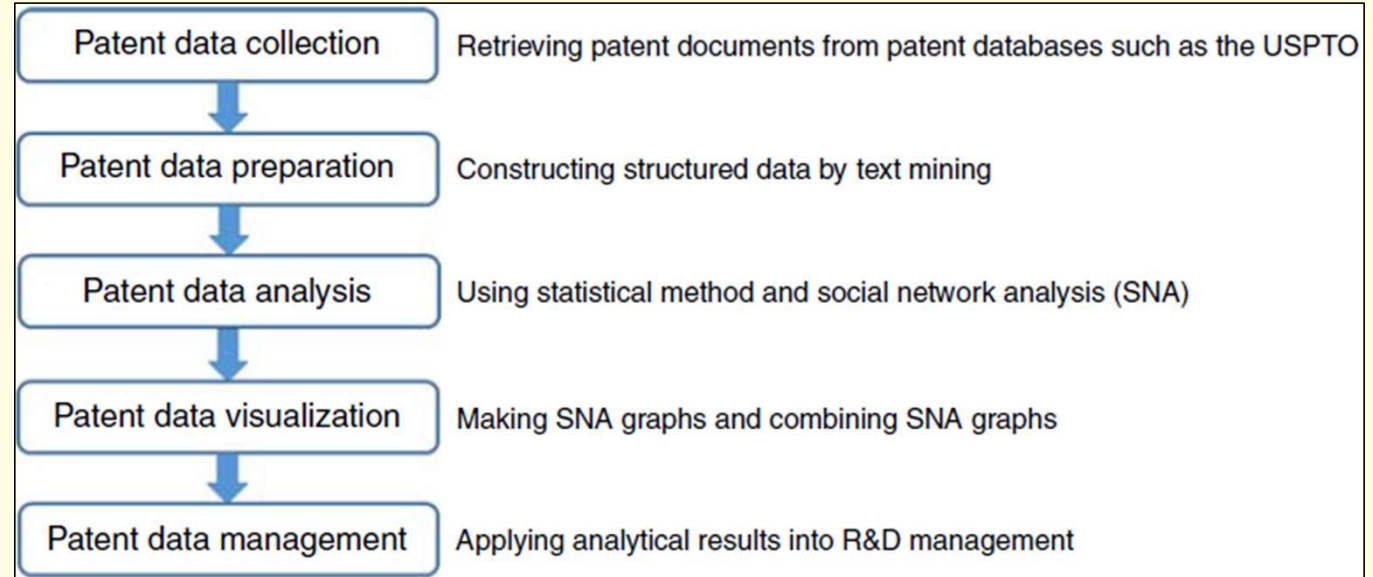 Patent data collection
Retrieving patent documents from patent databases such as the USPTO
Patent data preparation
Constructing structured data by text mining
Patent data analysis
Using statistical method and social network analysis (SNA)
Patent data visualization
Making SNA graphs and combining SNA graphs
Patent data management
Applying analytical results into R&D management